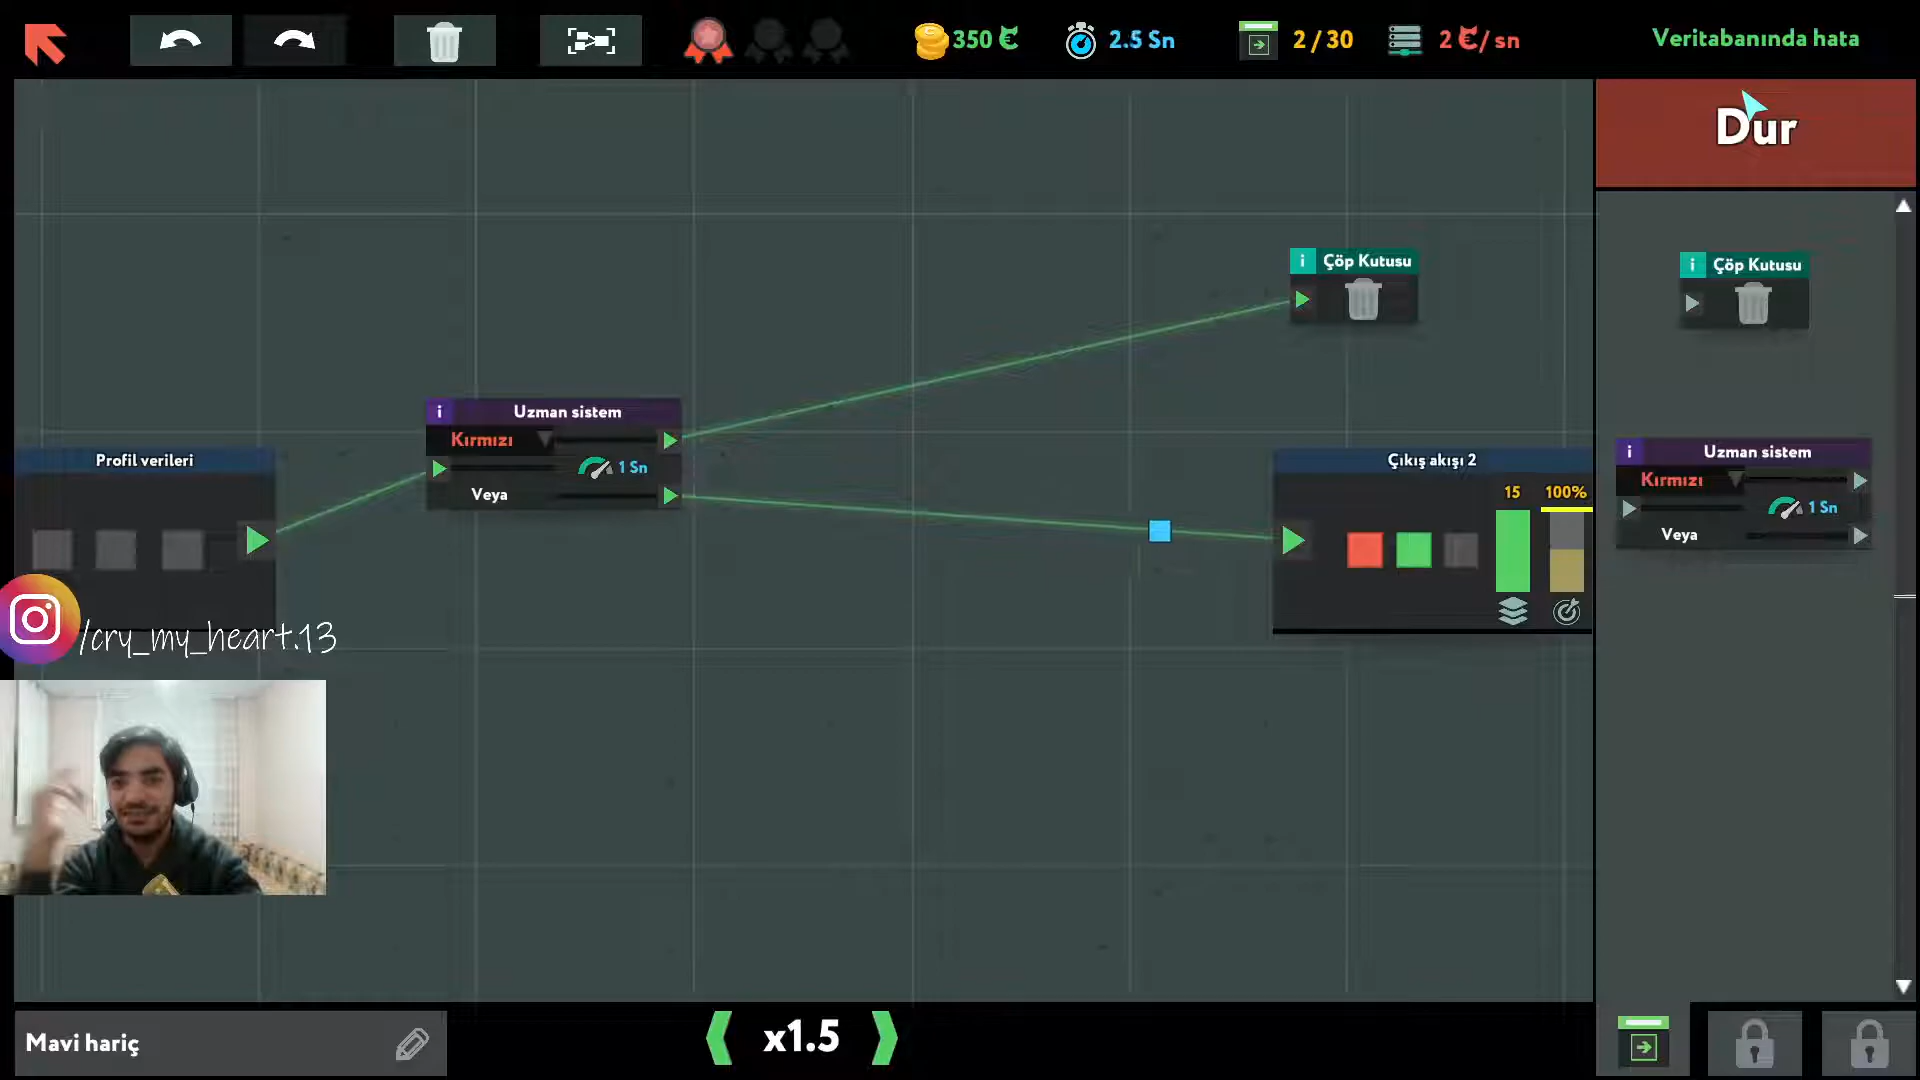 350 €
2.5 Sn
2 / 30
2 €/ sn
Veritabanında hata
Dur
i Çöp Kutusu
i Çöp Kutusu
i Uzman sistem
Kırmızı
1 Sn
Veya
Profil verileri
Çıkış akışı 2
15 100%
i Uzman sistem
Kırmızı
1 Sn
Veya
/cry_my_heart.13
Mavi hariç
x1.5